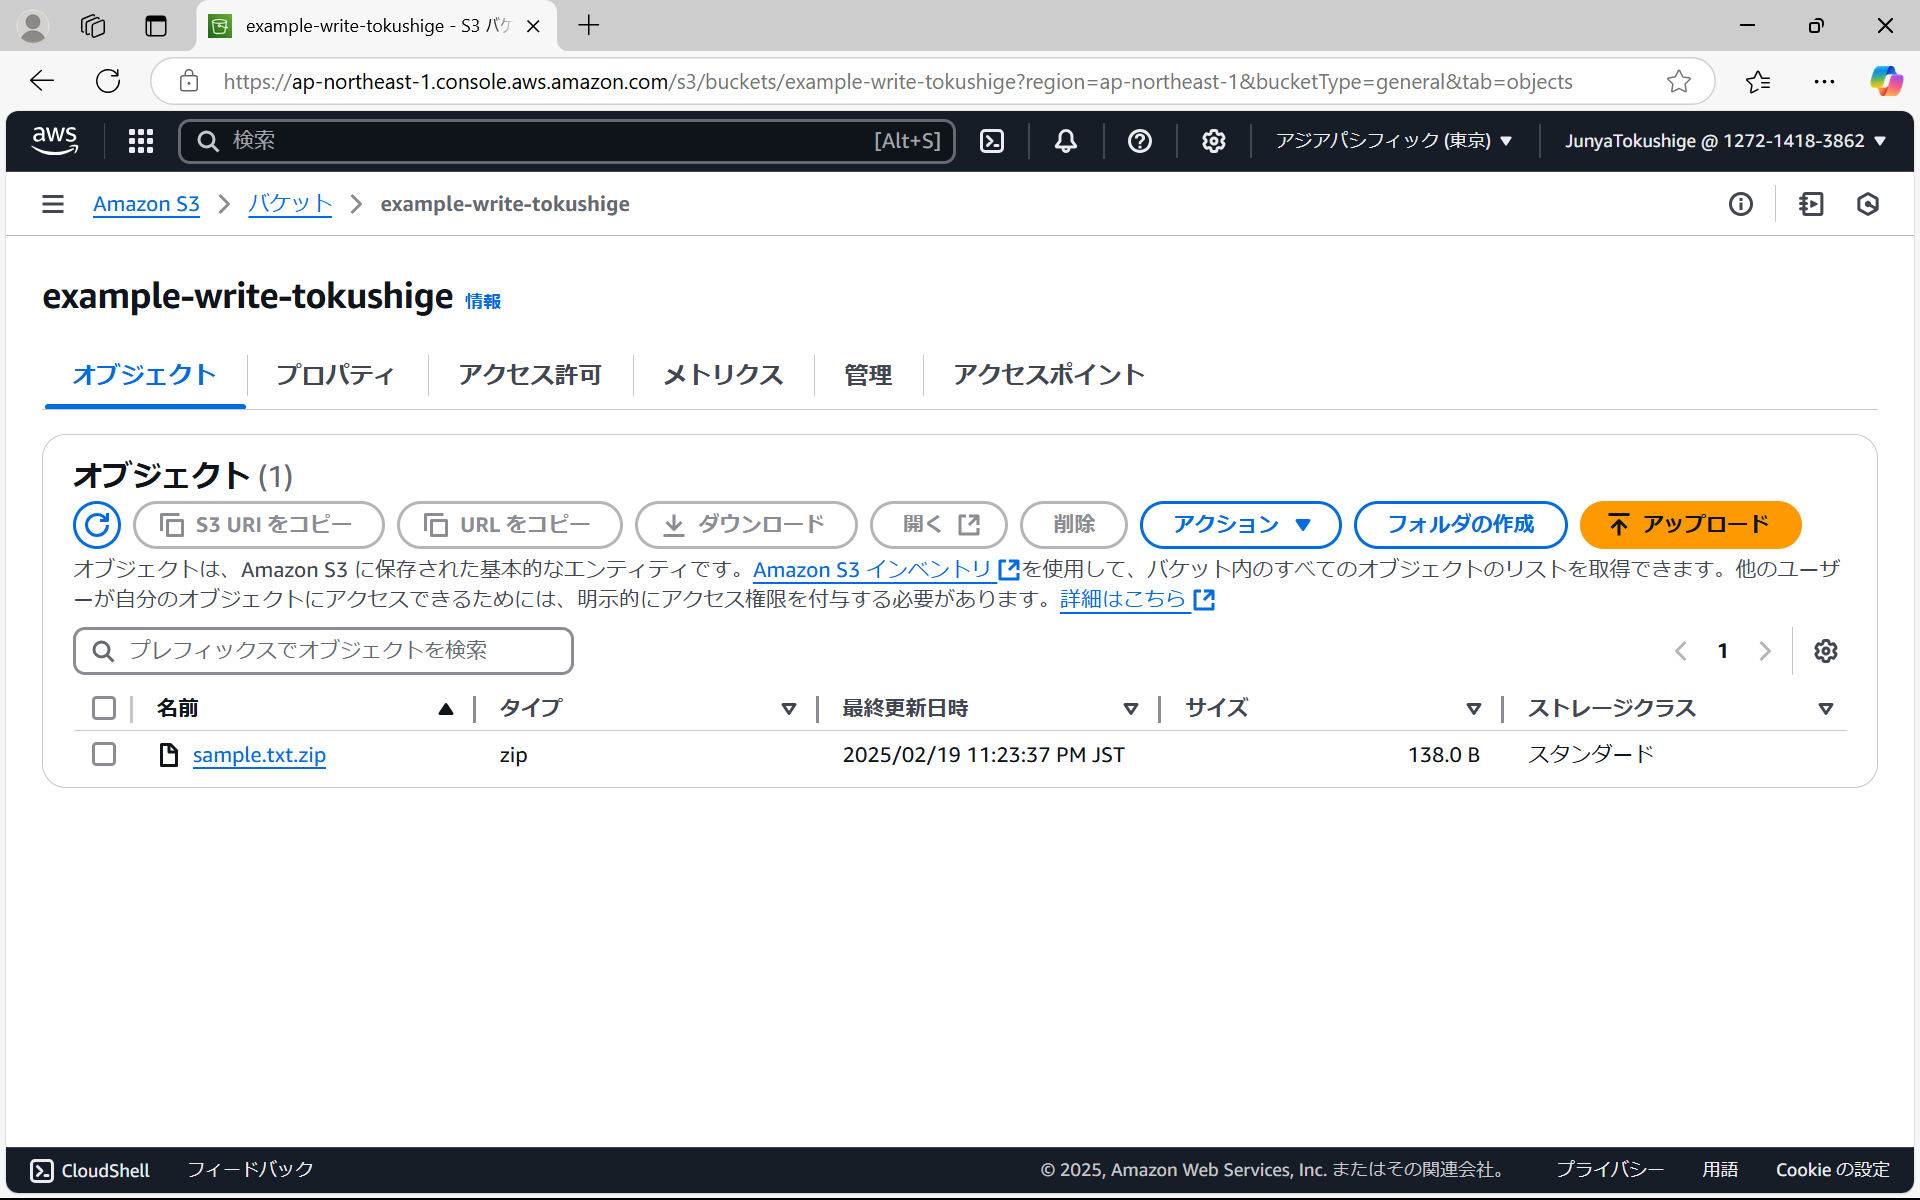 example-write-tokushige - S3 バケ
https://ap-northeast-1.console.aws.amazon.com/s3/buckets/example-write-tokushige?region=ap-northeast-1&bucketType=general&tab=objects
aws
検索
[Alt+S]
アジアパシフィック (東京)
JunyaTokushige @ 1272-1418-3862
Amazon S3
バケット
example-write-tokushige
example-write-tokushige 情報
オブジェクト
プロパティ
アクセス許可
メトリクス
管理
アクセスポイント
オブジェクト (1)
S3 URI をコピー
URL をコピー
ダウンロード
開く
削除
アクション
フォルダの作成
アップロード
オブジェクトは、Amazon S3 に保存された基本的なエンティティです。Amazon S3 インベントリ を使用して、バケット内のすべてのオブジェクトのリストを取得できます。他のユーザ
ーが自分のオブジェクトにアクセスできるためには、明示的にアクセス権限を付与する必要があります。詳細はこちら
プレフィックスでオブジェクトを検索
1
名前
タイプ
最終更新日時
サイズ
ストレージクラス
sample.txt.zip
zip
2025/02/19 11:23:37 PM JST
138.0 B
スタンダード
CloudShell
フィードバック
© 2025, Amazon Web Services, Inc. またはその関連会社。
プライバシー
用語
Cookie の設定